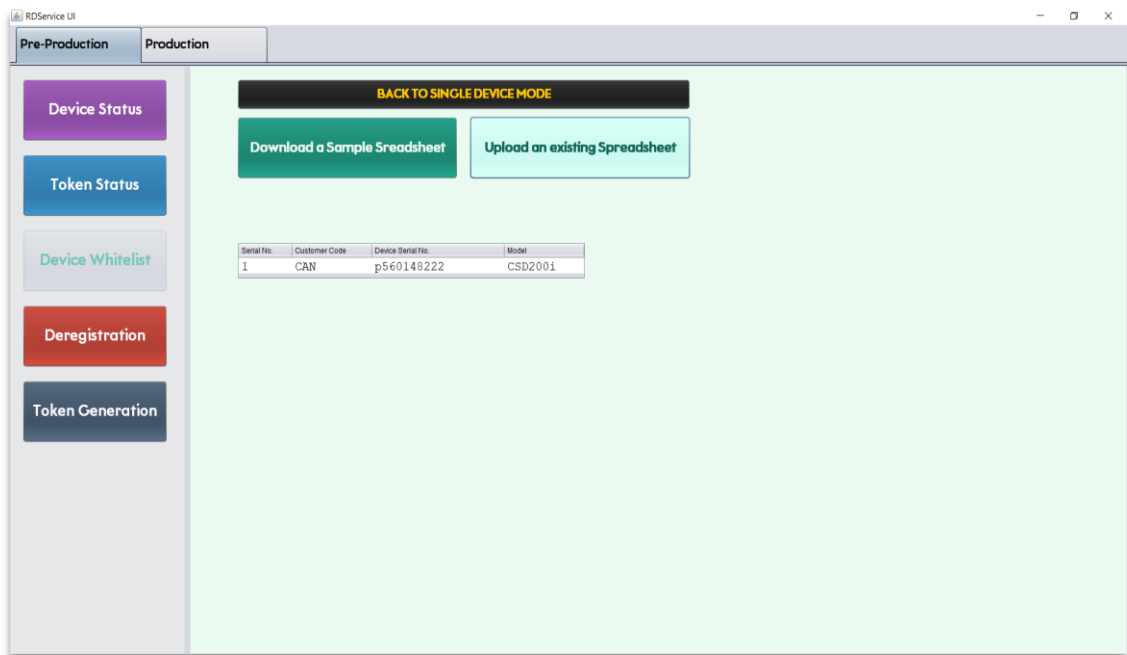 RDService UI
Pre-Production Production
Device Status
Token Status
Device Whitelist
Deregistration
Token Generation
BACK TO SINGLE DEVICE MODE
Download a Sample Sreadsheet Upload an existing Spreadsheet
Serial No. Customer Code Device Serial No. Model
1 CAN p560148222 CSD200i